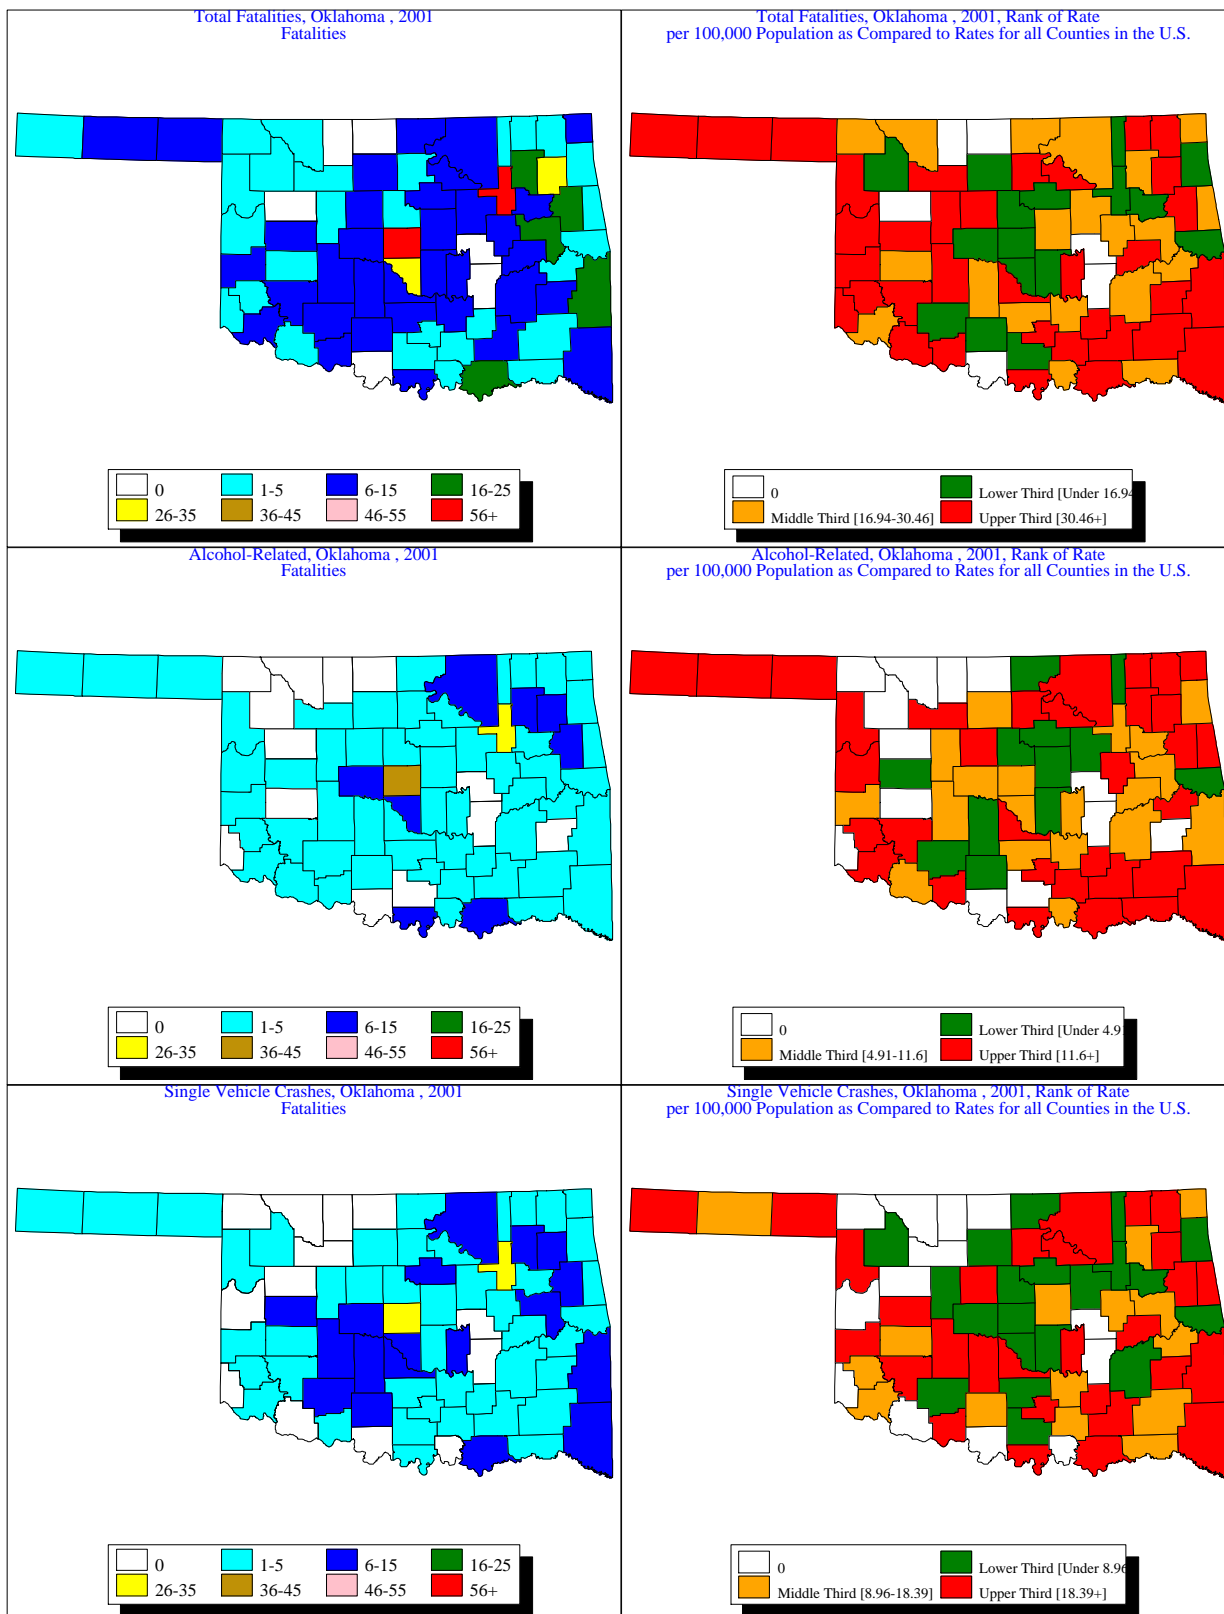 Total Fatalities, Oklahoma , 2001
Fatalities
0
1-5
6-15
16-25
26-35
36-45
46-55
56+
Total Fatalities, Oklahoma , 2001, Rank of Rate
per 100,000 Population as Compared to Rates for all Counties in the U.S.
0
Lower Third [Under 16.94
Middle Third [16.94-30.46]
Upper Third [30.46+]
Alcohol-Related, Oklahoma , 2001
Fatalities
0
1-5
6-15
16-25
26-35
36-45
46-55
56+
Alcohol-Related, Oklahoma , 2001, Rank of Rate
per 100,000 Population as Compared to Rates for all Counties in the U.S.
0
Lower Third [Under 4.91
Middle Third [4.91-11.6]
Upper Third [11.6+]
Single Vehicle Crashes, Oklahoma , 2001
Fatalities
0
1-5
6-15
16-25
26-35
36-45
46-55
56+
Single Vehicle Crashes, Oklahoma , 2001, Rank of Rate
per 100,000 Population as Compared to Rates for all Counties in the U.S.
0
Lower Third [Under 8.96
Middle Third [8.96-18.39]
Upper Third [18.39+]